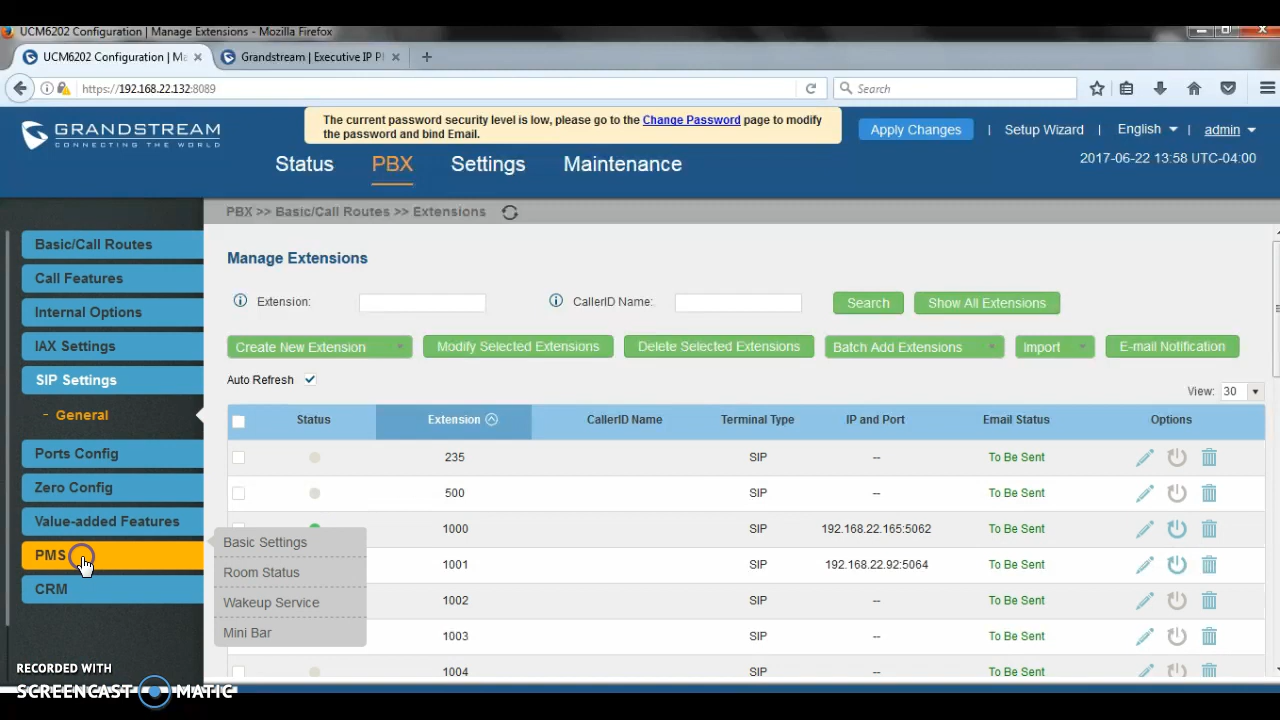 UCM6202 Configuration | Manage Extensions - Mozilla Firefox
UCM6202 Configuration | Ma
Grandstream | Executive IP P
https://192.168.22.132:8089
Search
The current password security level is low, please go to the Change Password page to modify
the password and bind Email.
GRANDSTREAM
CONNECTING THE WORLD
Apply Changes
Setup Wizard
English
admin
2017-06-22 13:58 UTC-04:00
Status
PBX
Settings
Maintenance
PBX >> Basic/Call Routes >> Extensions
Basic/Call Routes
Call Features
Internal Options
IAX Settings
SIP Settings
- General
Ports Config
Zero Config
Value-added Features
PMS
CRM
Basic Settings
Room Status
Wakeup Service
Mini Bar
Manage Extensions
Extension:
CallerID Name:
Search
Show All Extensions
Create New Extension
Modify Selected Extensions
Delete Selected Extensions
Batch Add Extensions
Import
E-mail Notification
Auto Refresh
View: 30
Status Extension CallerID Name Terminal Type IP and Port Email Status Options
235 SIP -- To Be Sent
500 SIP -- To Be Sent
1000 SIP 192.168.22.165:5062 To Be Sent
1001 SIP 192.168.22.92:5064 To Be Sent
1002 SIP -- To Be Sent
1003 SIP -- To Be Sent
1004 SIP -- To Be Sent
RECORDED WITH
SCREENCAST MATIC